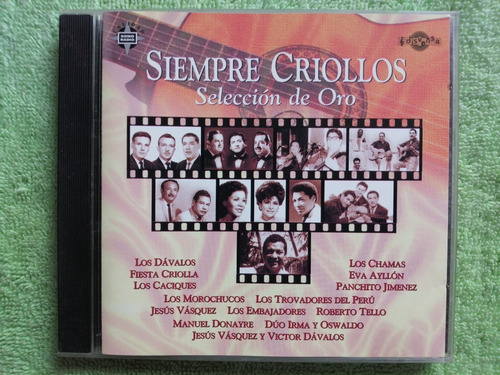 SONO RADIO
SIEMPRE CRIOLLOS
Selección de Oro
LOS DÁVALOS
LOS CHAMAS
FIESTA CRIOLLA
EVA AYLLÓN
LOS CACIQUES
PANCHITO JIMENEZ
LOS MOROCHUCOS LOS TROVADORES DEL PERÚ
JESÚS VÁSQUEZ LOS EMBAJADORES ROBERTO TELLO
MANUEL DONAYRE DÚO IRMA Y OSWALDO
JESÚS VÁSQUEZ Y VICTOR DÁVALOS